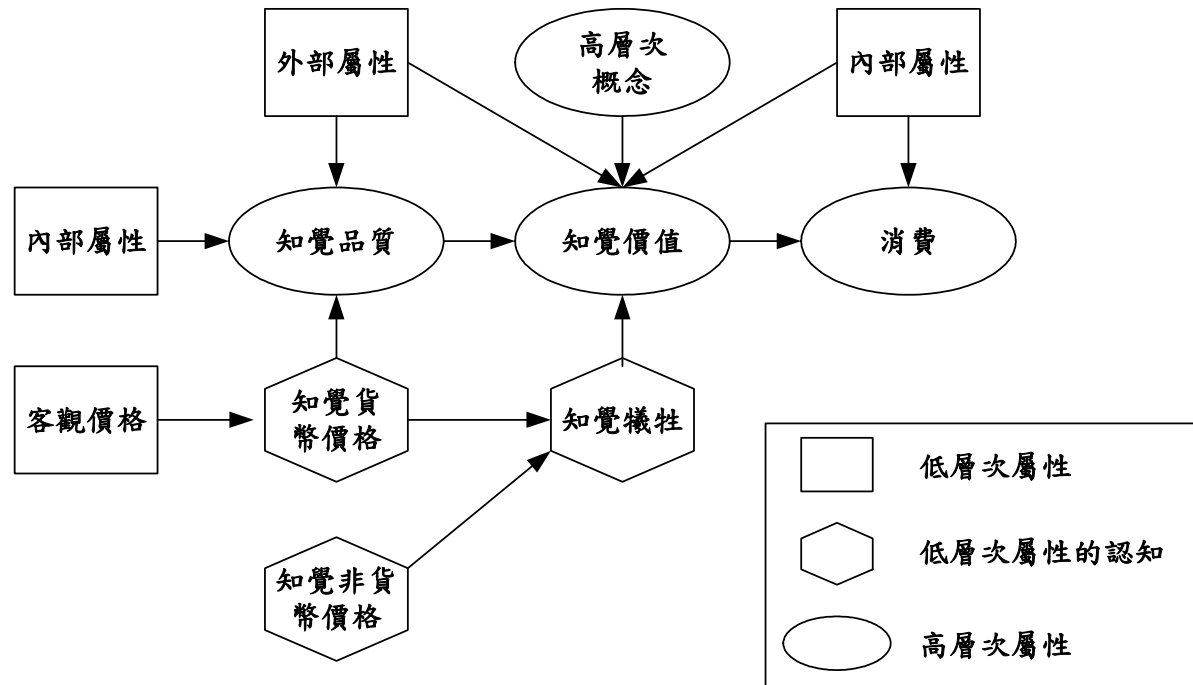 外部屬性
高層次
概念
內部屬性
內部屬性
知覺品質
知覺價值
消費
客觀價格
知覺貨
幣價格
知覺犧牲
知覺非貨
幣價格
低層次屬性
低層次屬性的認知
高層次屬性